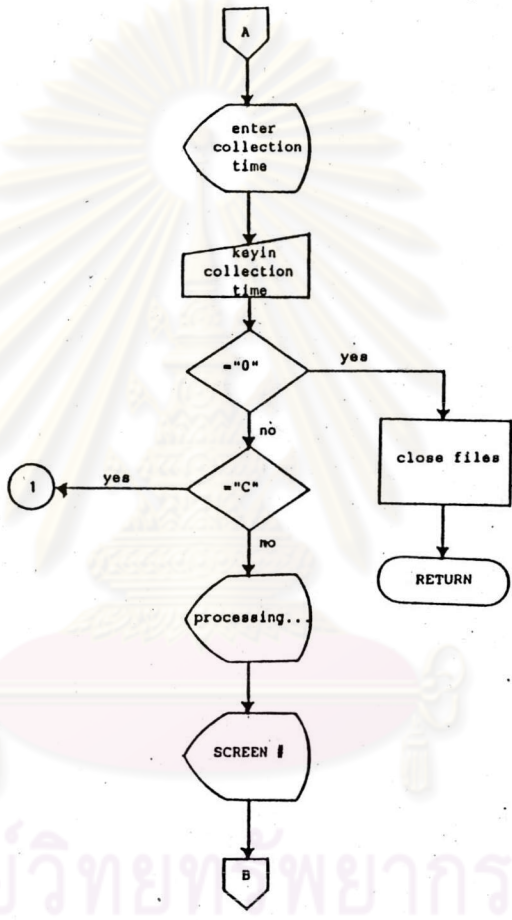 A
enter
collection
time
keyin
collection
time
="0"
yes
no
close files
="C"
yes
1
no
RETURN
processing...
SCREEN #
B